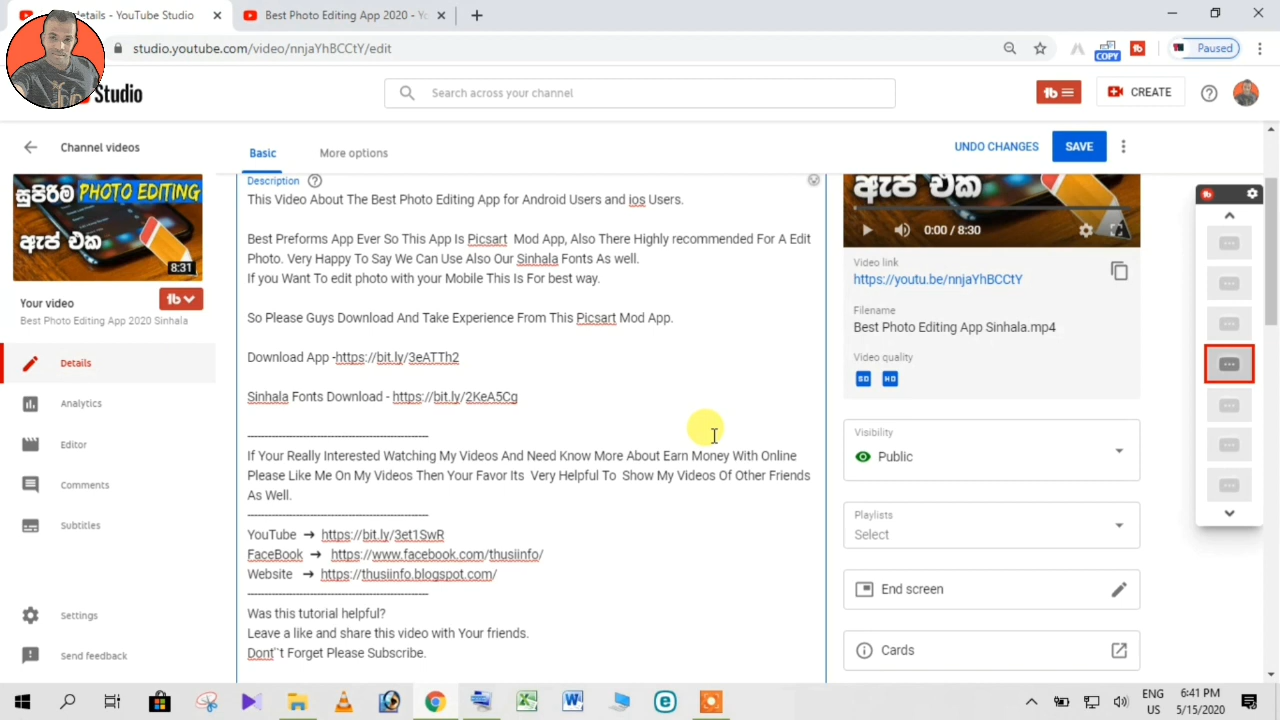 details - YouTube Studio
Best Photo Editing App 2020 - Yo
studio.youtube.com/video/nnjaYhBCCtY/edit
COPY
Paused
Studio
Search across your channel
CREATE
Channel videos
Basic
More options
UNDO CHANGES
SAVE
සුපිරිම PHOTO EDITING
ඇප් එක
8:31
Your video
Best Photo Editing App 2020 Sinhala
Details
Analytics
Editor
Comments
Subtitles
Settings
Send feedback
Description
This Video About The Best Photo Editing App for Android Users and ios Users.
Best Preforms App Ever So This App Is Picsart  Mod App, Also There Highly recommended For A Edit
Photo. Very Happy To Say We Can Use Also Our Sinhala Fonts As well.
If you Want To edit photo with your Mobile This Is For best way.
So Please Guys Download And Take Experience From This Picsart Mod App.
Download App -https://bit.ly/3eATTh2
Sinhala Fonts Download - https://bit.ly/2KeA5Cg
------------------------------------------------
If Your Really Interested Watching My Videos And Need Know More About Earn Money With Online
Please Like Me On My Videos Then Your Favor Its  Very Helpful To  Show My Videos Of Other Friends
As Well.
------------------------------------------------
YouTube  ➞  https://bit.ly/3et1SwR
FaceBook  ➞  https://www.facebook.com/thusiinfo/
Website  ➞  https://thusiinfo.blogspot.com/
------------------------------------------------
Was this tutorial helpful?
Leave a like and share this video with Your friends.
Dont''t Forget Please Subscribe.
ඇප් එක
0:00 / 8:30
Video link
https://youtu.be/nnjaYhBCCtY
Filename
Best Photo Editing App Sinhala.mp4
Video quality
SD HD
Visibility
Public
Playlists
Select
End screen
Cards
ENG
US
6:41 PM
5/15/2020